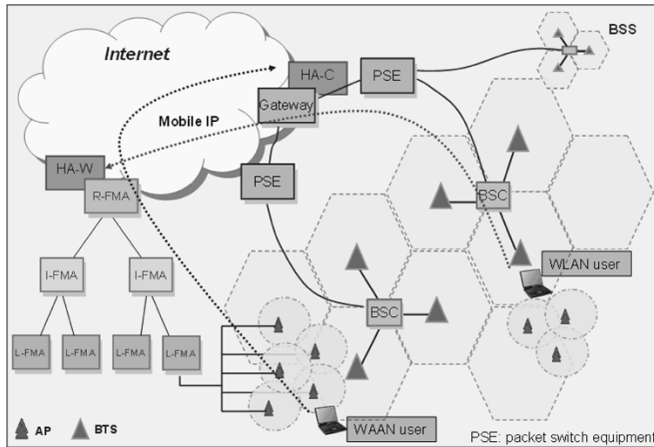 Internet
BSS
HA-C
PSE
Gateway
Mobile IP
HA-W
R-FMA
PSE
BSC
I-FMA
I-FMA
WLAN user
BSC
L-FMA
L-FMA
L-FMA
L-FMA
AP
BTS
WAAN user
PSE: packet switch equipment